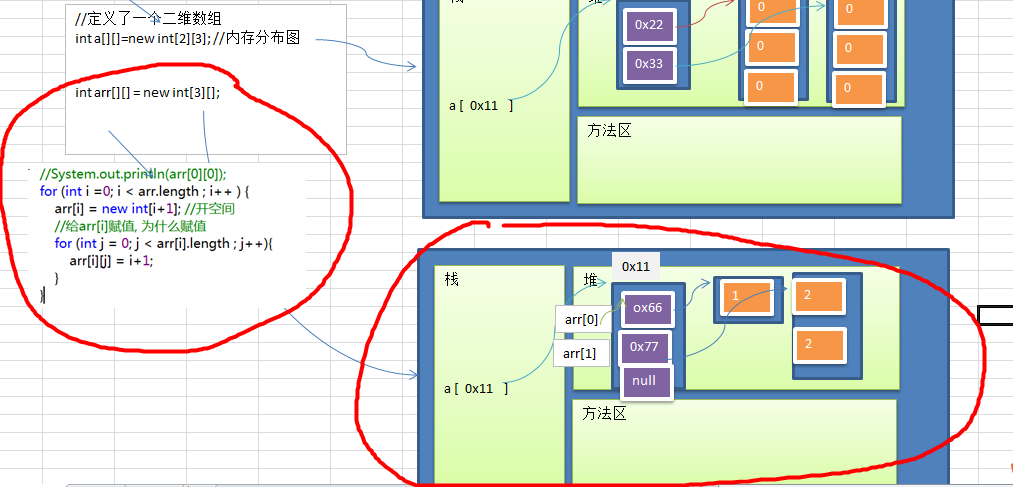 //定义了一个二维数组
int a[][]=new int[2][3]; //内存分布图
int arr[][] = new int[3][];
//System.out.println(arr[0][0]);
for (int i =0; i < arr.length ; i++ ) {
arr[i] = new int[i+1]; //开空间
//给arr[i]赋值, 为什么赋值
for (int j = 0; j < arr[i].length ; j++){
arr[i][j] = i+1;
}
}
栈
堆
0x22
0x33
0
0
0
0
0
0
a [ 0x11 ]
方法区
栈
堆
0x11
arr[0]
ox66
1
2
arr[1]
0x77
2
null
a [ 0x11 ]
方法区